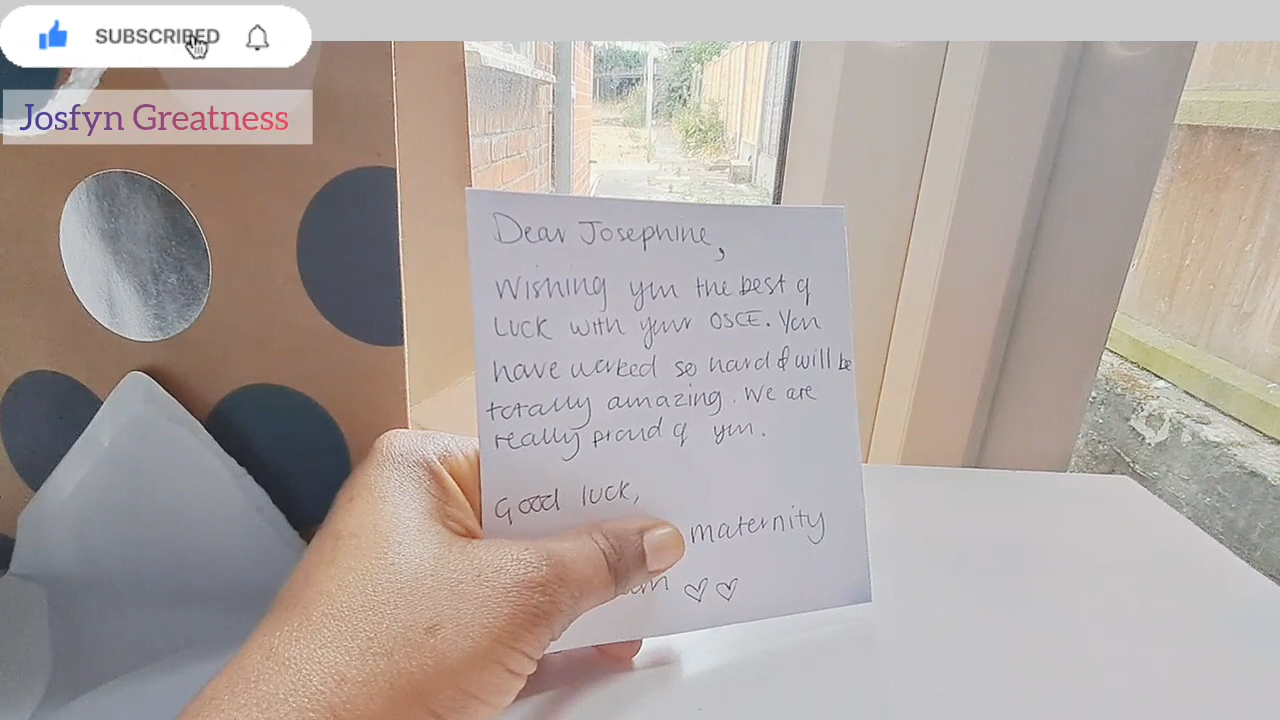 SUBSCRIBED
Josfyn Greatness
Dear Josephine,
Wishing you the best of
luck with your OSCE. You
have worked so hard & will be
totally amazing. We are
really proud of you.
Good luck,
maternity